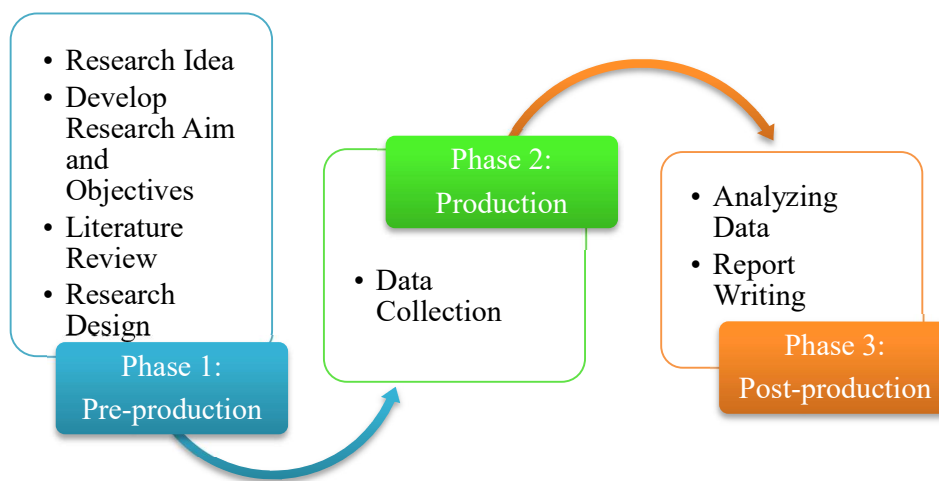 • Research Idea
• Develop
Research Aim
and
Objectives
• Literature
Review
• Research
Design
Phase 1:
Pre-production
Phase 2:
Production
• Data
Collection
• Analyzing
Data
• Report
Writing
Phase 3:
Post-production